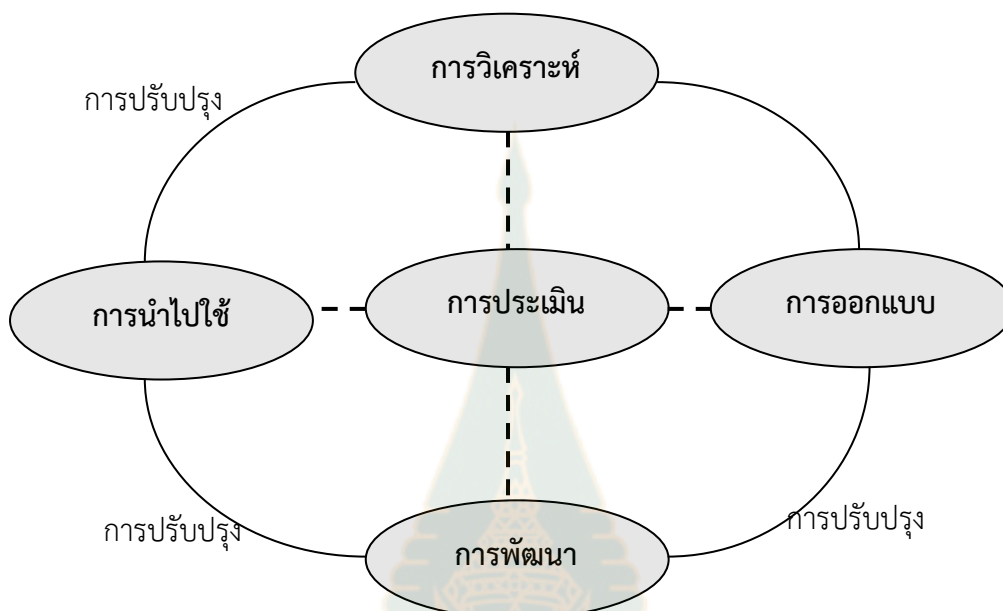 การวิเคราะห์
การปรับปรุง
การนำไปใช้
การประเมิน
การออกแบบ
การปรับปรุง
การปรับปรุง
การพัฒนา